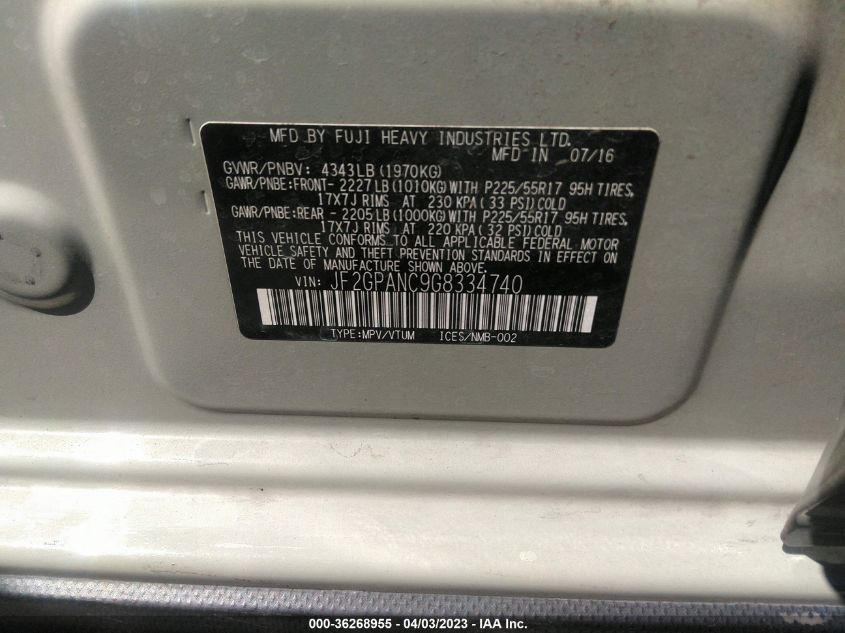 MFD BY FUJI HEAVY INDUSTRIES LTD.
MFD IN 07/16
GVWR/PNBV: 4343LB(1970KG)
GAWR/PNBE:FRONT- 2227LB(1010KG)WITH P225/55R17 95H TIRES,
17X7J RIMS AT 230 KPA(33 PSI)COLD
GAWR/PNBE:REAR - 2205LB(1000KG)WITH P225/55R17 95H TIRES,
17X7J RIMS AT 220 KPA(32 PSI)COLD
THIS VEHICLE CONFORMS TO ALL APPLICABLE FEDERAL MOTOR
VEHICLE SAFETY AND THEFT PREVENTION STANDARDS IN EFFECT ON
THE DATE OF MANUFACTURE SHOWN ABOVE.
VIN: JF2GPANC9G8334740
TYPE:MPV/VTUM ICES/NMB-002
000-36268955 - 04/03/2023 - IAA Inc.